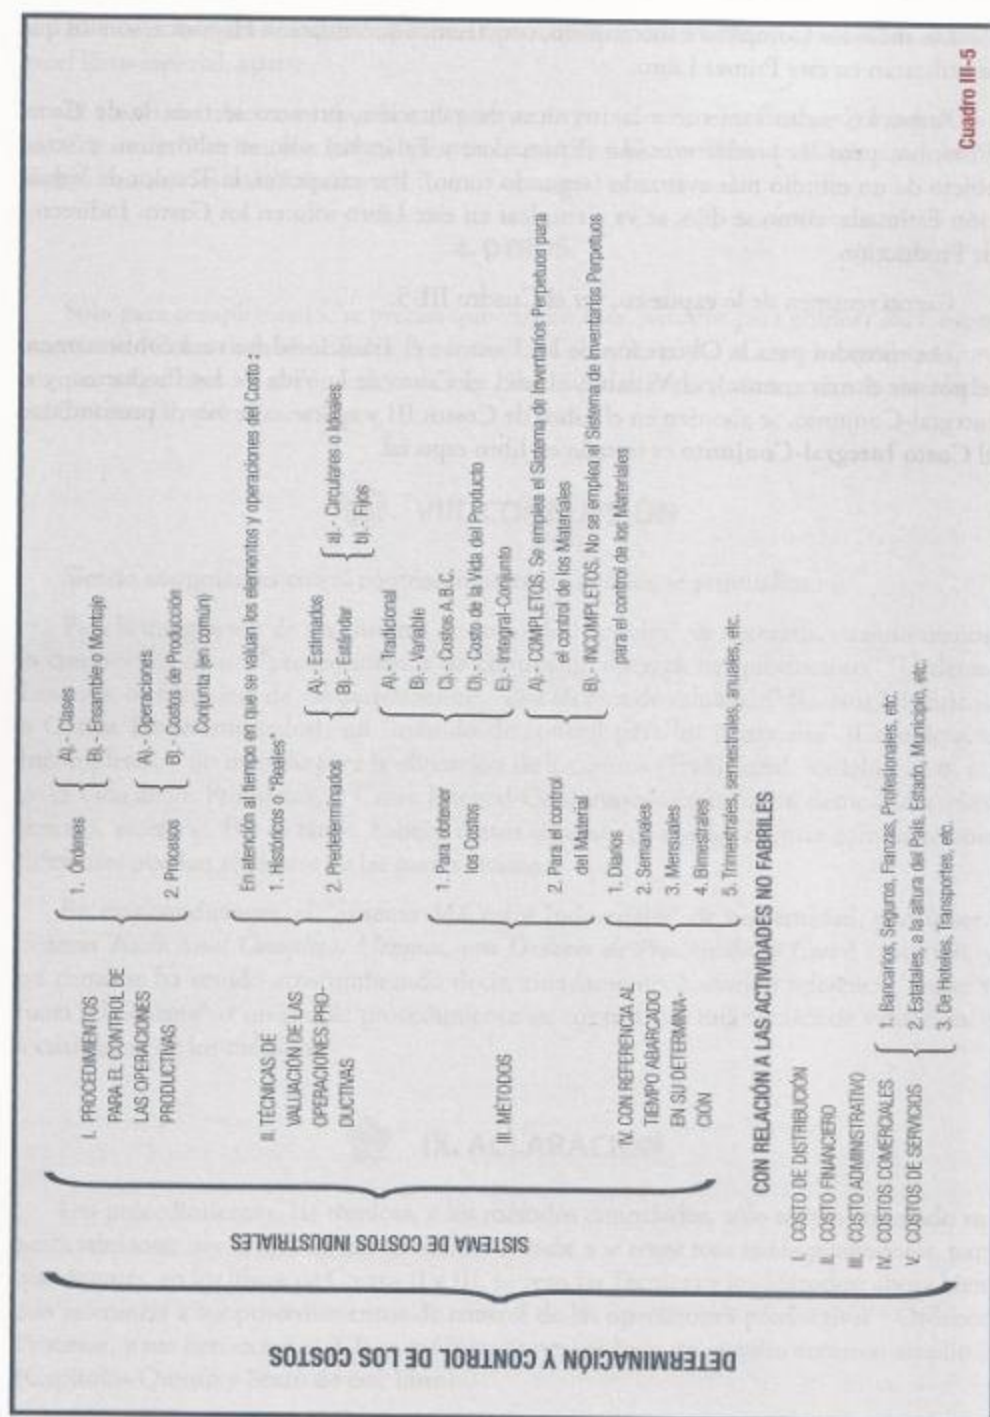 DETERMINACIÓN Y CONTROL DE LOS COSTOS
SISTEMA DE COSTOS INDUSTRIALES
I. PROCEDIMIENTOS
PARA EL CONTROL DE
LAS OPERACIONES
PRODUCTIVAS
1. Órdenes
A).- Clases
B).- Ensamble o Montaje
2. Procesos
A).- Operaciones
B).- Costos de Producción
Conjunta (en común)
II. TÉCNICAS DE
VALUACIÓN DE LAS
OPERACIONES PRO-
DUCTIVAS
En atención al tiempo en que se valúan los elementos y operaciones del Costo :
1. Históricos o "Reales"
2. Predeterminados
A).- Estimados
B).- Estándar
a).- Circulares o Ideales
b).- Fijos
III. MÉTODOS
1. Para obtener
los Costos
A).- Tradicional
B).- Variable
C).- Costos A.B.C.
D).- Costo de la Vida del Producto
E).- Integral-Conjunto
2. Para el control
del Material
A).- COMPLETOS. Se emplea el Sistema de Inventarios Perpetuos para
el control de los Materiales
B).- INCOMPLETOS. No se emplea el Sistema de Inventarios Perpetuos
para el control de los Materiales
IV. CON REFERENCIA AL
TIEMPO ABARCADO
EN SU DETERMINA-
CIÓN
1. Diarios
2. Semanales
3. Mensuales
4. Bimestrales
5. Trimestrales, semestrales, anuales, etc.
CON RELACIÓN A LAS ACTIVIDADES NO FABRILES
I. COSTO DE DISTRIBUCIÓN
II. COSTO FINANCIERO
III. COSTO ADMINISTRATIVO
IV. COSTOS COMERCIALES
V. COSTOS DE SERVICIOS
1. Bancarios, Seguros, Fianzas, Profesionales, etc.
2. Estatales, a la altura del País, Estado, Municipio, etc.
3. De Hoteles, Transportes, etc.
Cuadro III-5